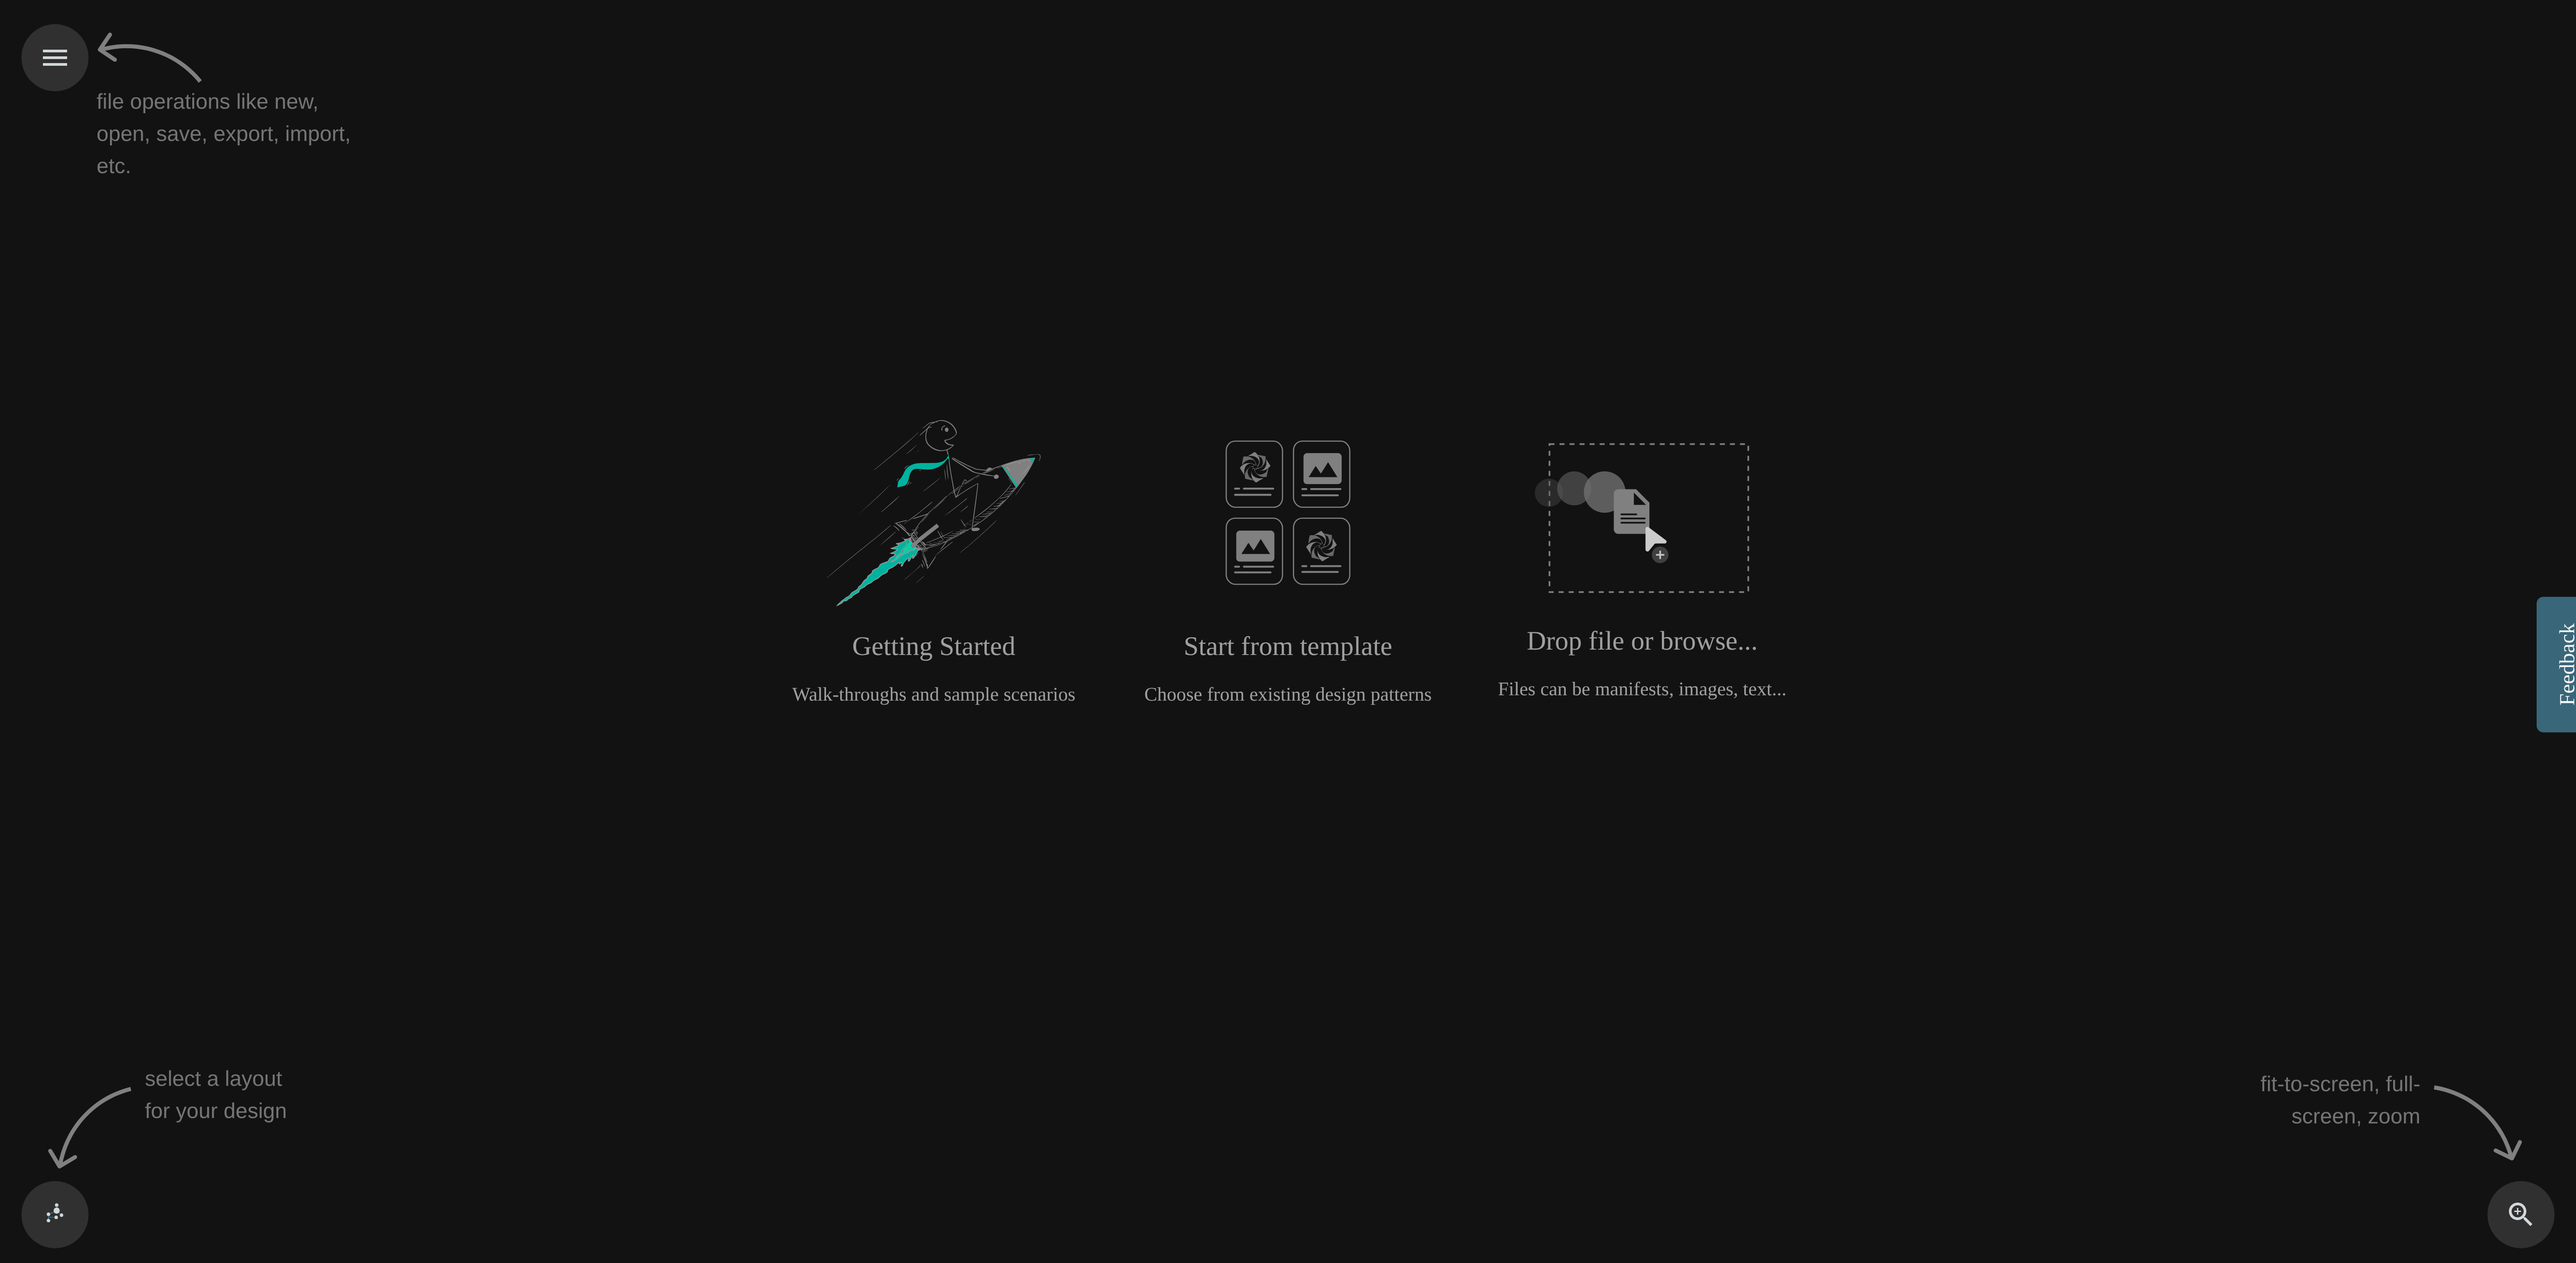 file operations like new,
open, save, export, import,
etc.
Getting Started
Walk-throughs and sample scenarios
Start from template
Choose from existing design patterns
Drop file or browse...
Files can be manifests, images, text...
Feedback
select a layout
for your design
fit-to-screen, full-
screen, zoom